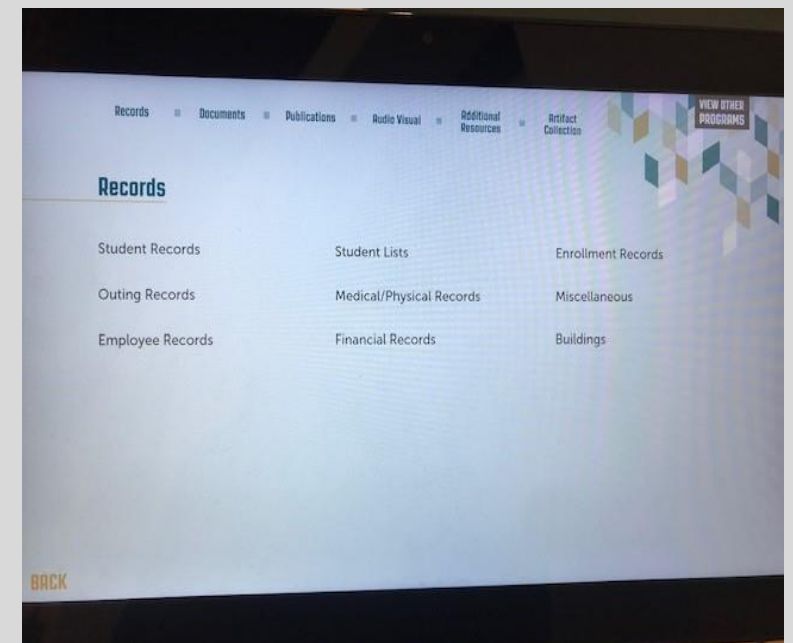 Records Documents Publications Audio Visual Additional Resources Artifact Collection
VIEW OTHER PROGRAMS
Records
Student Records Student Lists Enrollment Records
Outing Records Medical/Physical Records Miscellaneous
Employee Records Financial Records Buildings
BACK